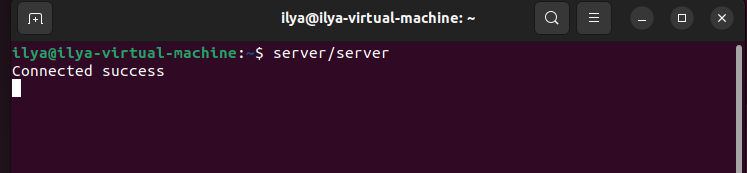 ilya@ilya-virtual-machine: ~
ilya@ilya-virtual-machine:~$ server/server
Connected success